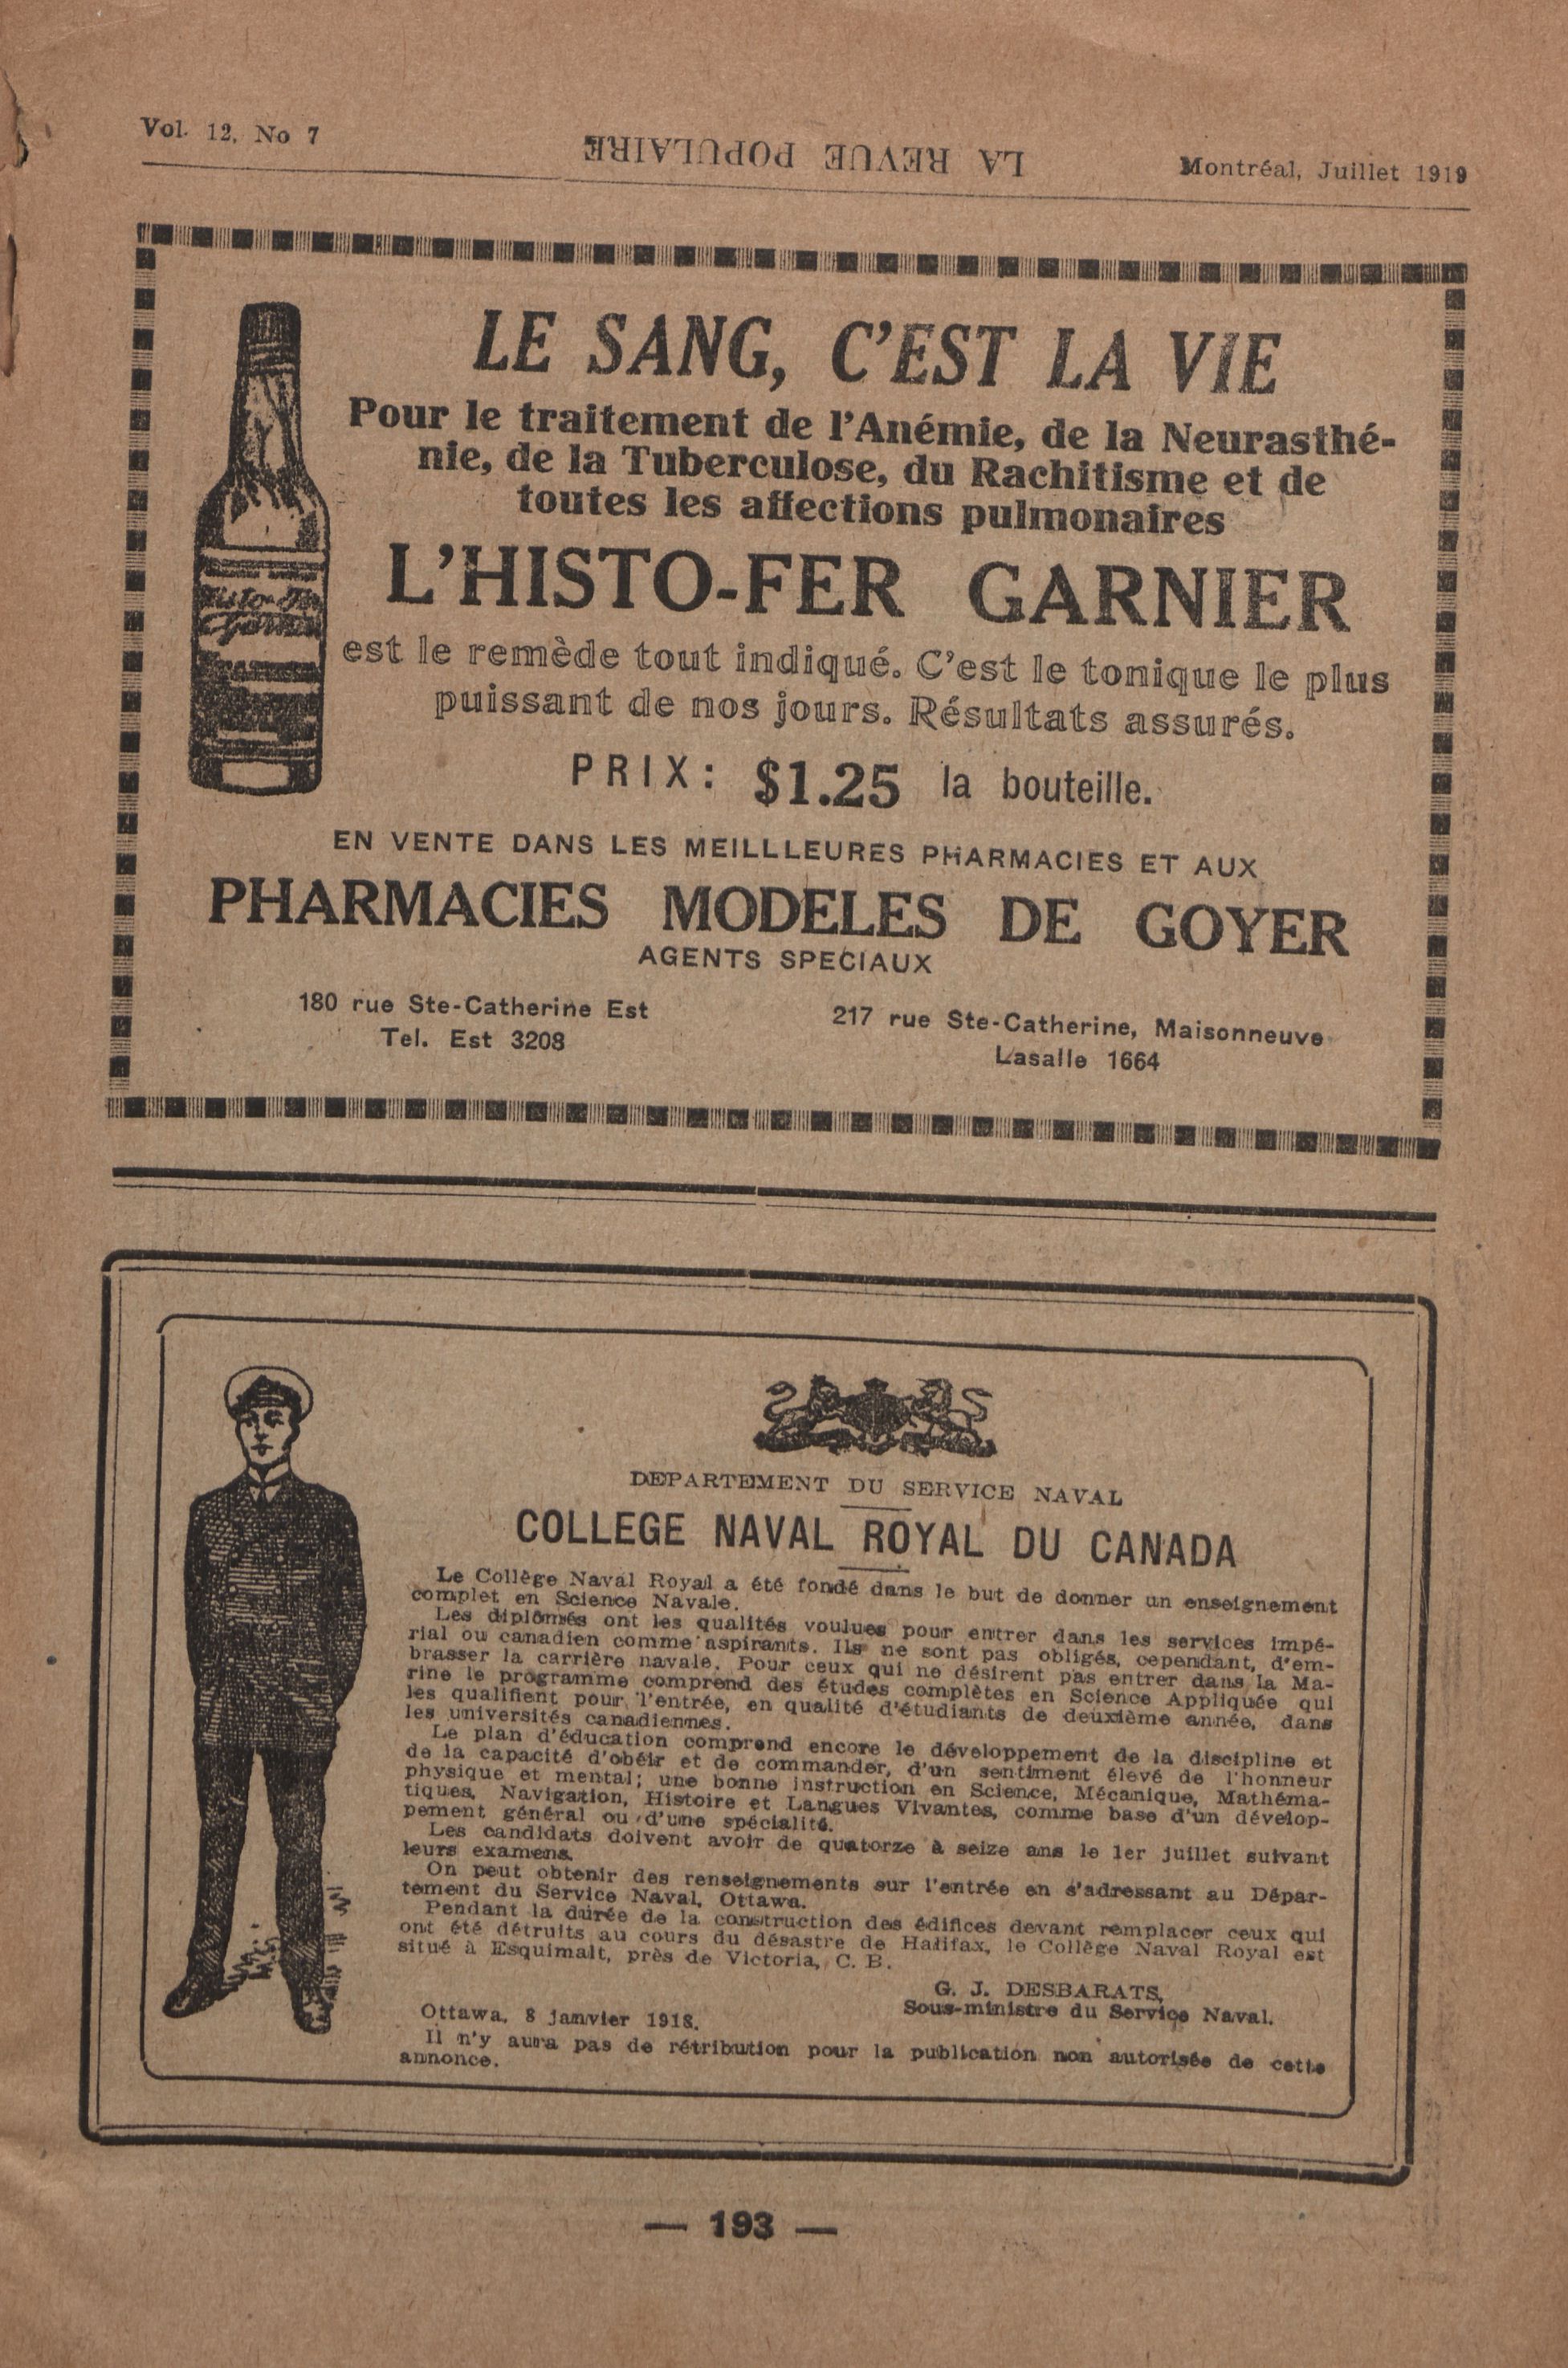 Vol. 12, No 7
LA REVUE POPULAIRE
Montréal, Juillet 1919
LE SANG, C'EST LA VIE
Pour le traitement de l'Anémie, de la Neurasthé-
nie, de la Tuberculose, du Rachitisme et de
toutes les affections pulmonaires
L'HISTO-FER GARNIER
Histo-Fer
Garnier
est le remède tout indiqué. C'est le tonique le plus
puissant de nos jours. Résultats assurés.
PRIX: $1.25 la bouteille.
EN VENTE DANS LES MEILLLEURES PHARMACIES ET AUX
PHARMACIES MODELES DE GOYER
AGENTS SPECIAUX
180 rue Ste-Catherine Est
Tel. Est 3208
217 rue Ste-Catherine, Maisonneuve
Lasalle 1664
DEPARTEMENT DU SERVICE NAVAL
COLLEGE NAVAL ROYAL DU CANADA
Le Collège Naval Royal a été fondé dans le but de donner un enseignement
complet en Science Navale.
Les diplômés ont les qualités voulues pour entrer dans les services impé-
rial ou canadien comme aspirants. Ils ne sont pas obligés, cependant, d'em-
brasser la carrière navale. Pour ceux qui ne désirent pas entrer dans la Ma-
rine le programme comprend des études complètes en Science Appliquée qui
les qualifient pour l'entrée, en qualité d'étudiants de deuxième année, dans
les universités canadiennes.
Le plan d'éducation comprend encore le développement de la discipline et
de la capacité d'obéir et de commander, d'un sentiment élevé de l'honneur
physique et mental; une bonne instruction en Science, Mécanique, Mathéma-
tiques, Navigation, Histoire et Langues Vivantes, comme base d'un dévelop-
pement général ou d'une spécialité.
Les candidats doivent avoir de quatorze à seize ans le 1er juillet suivant
leurs examens.
On peut obtenir des renseignements sur l'entrée en s'adressant au Dépar-
tement du Service Naval, Ottawa.
Pendant la durée de la construction des édifices devant remplacer ceux qui
ont été détruits au cours du désastre de Halifax, le Collège Naval Royal est
situé à Esquimalt, près de Victoria, C. B.
G. J. DESBARATS,
Sous-ministre du Service Naval.
Ottawa, 8 janvier 1918.
Il n'y aura pas de rétribution pour la publication non autorisée de cette
annonce.
— 193 —